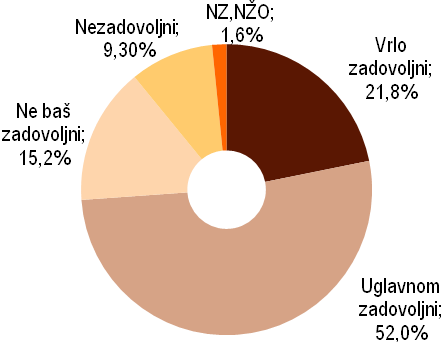 NZ,NŽO;
1,6%
Vrlo
zadovoljni;
21,8%
Uglavnom
zadovoljni;
52,0%
Ne baš
zadovoljni;
15,2%
Nezadovoljni;
9,30%